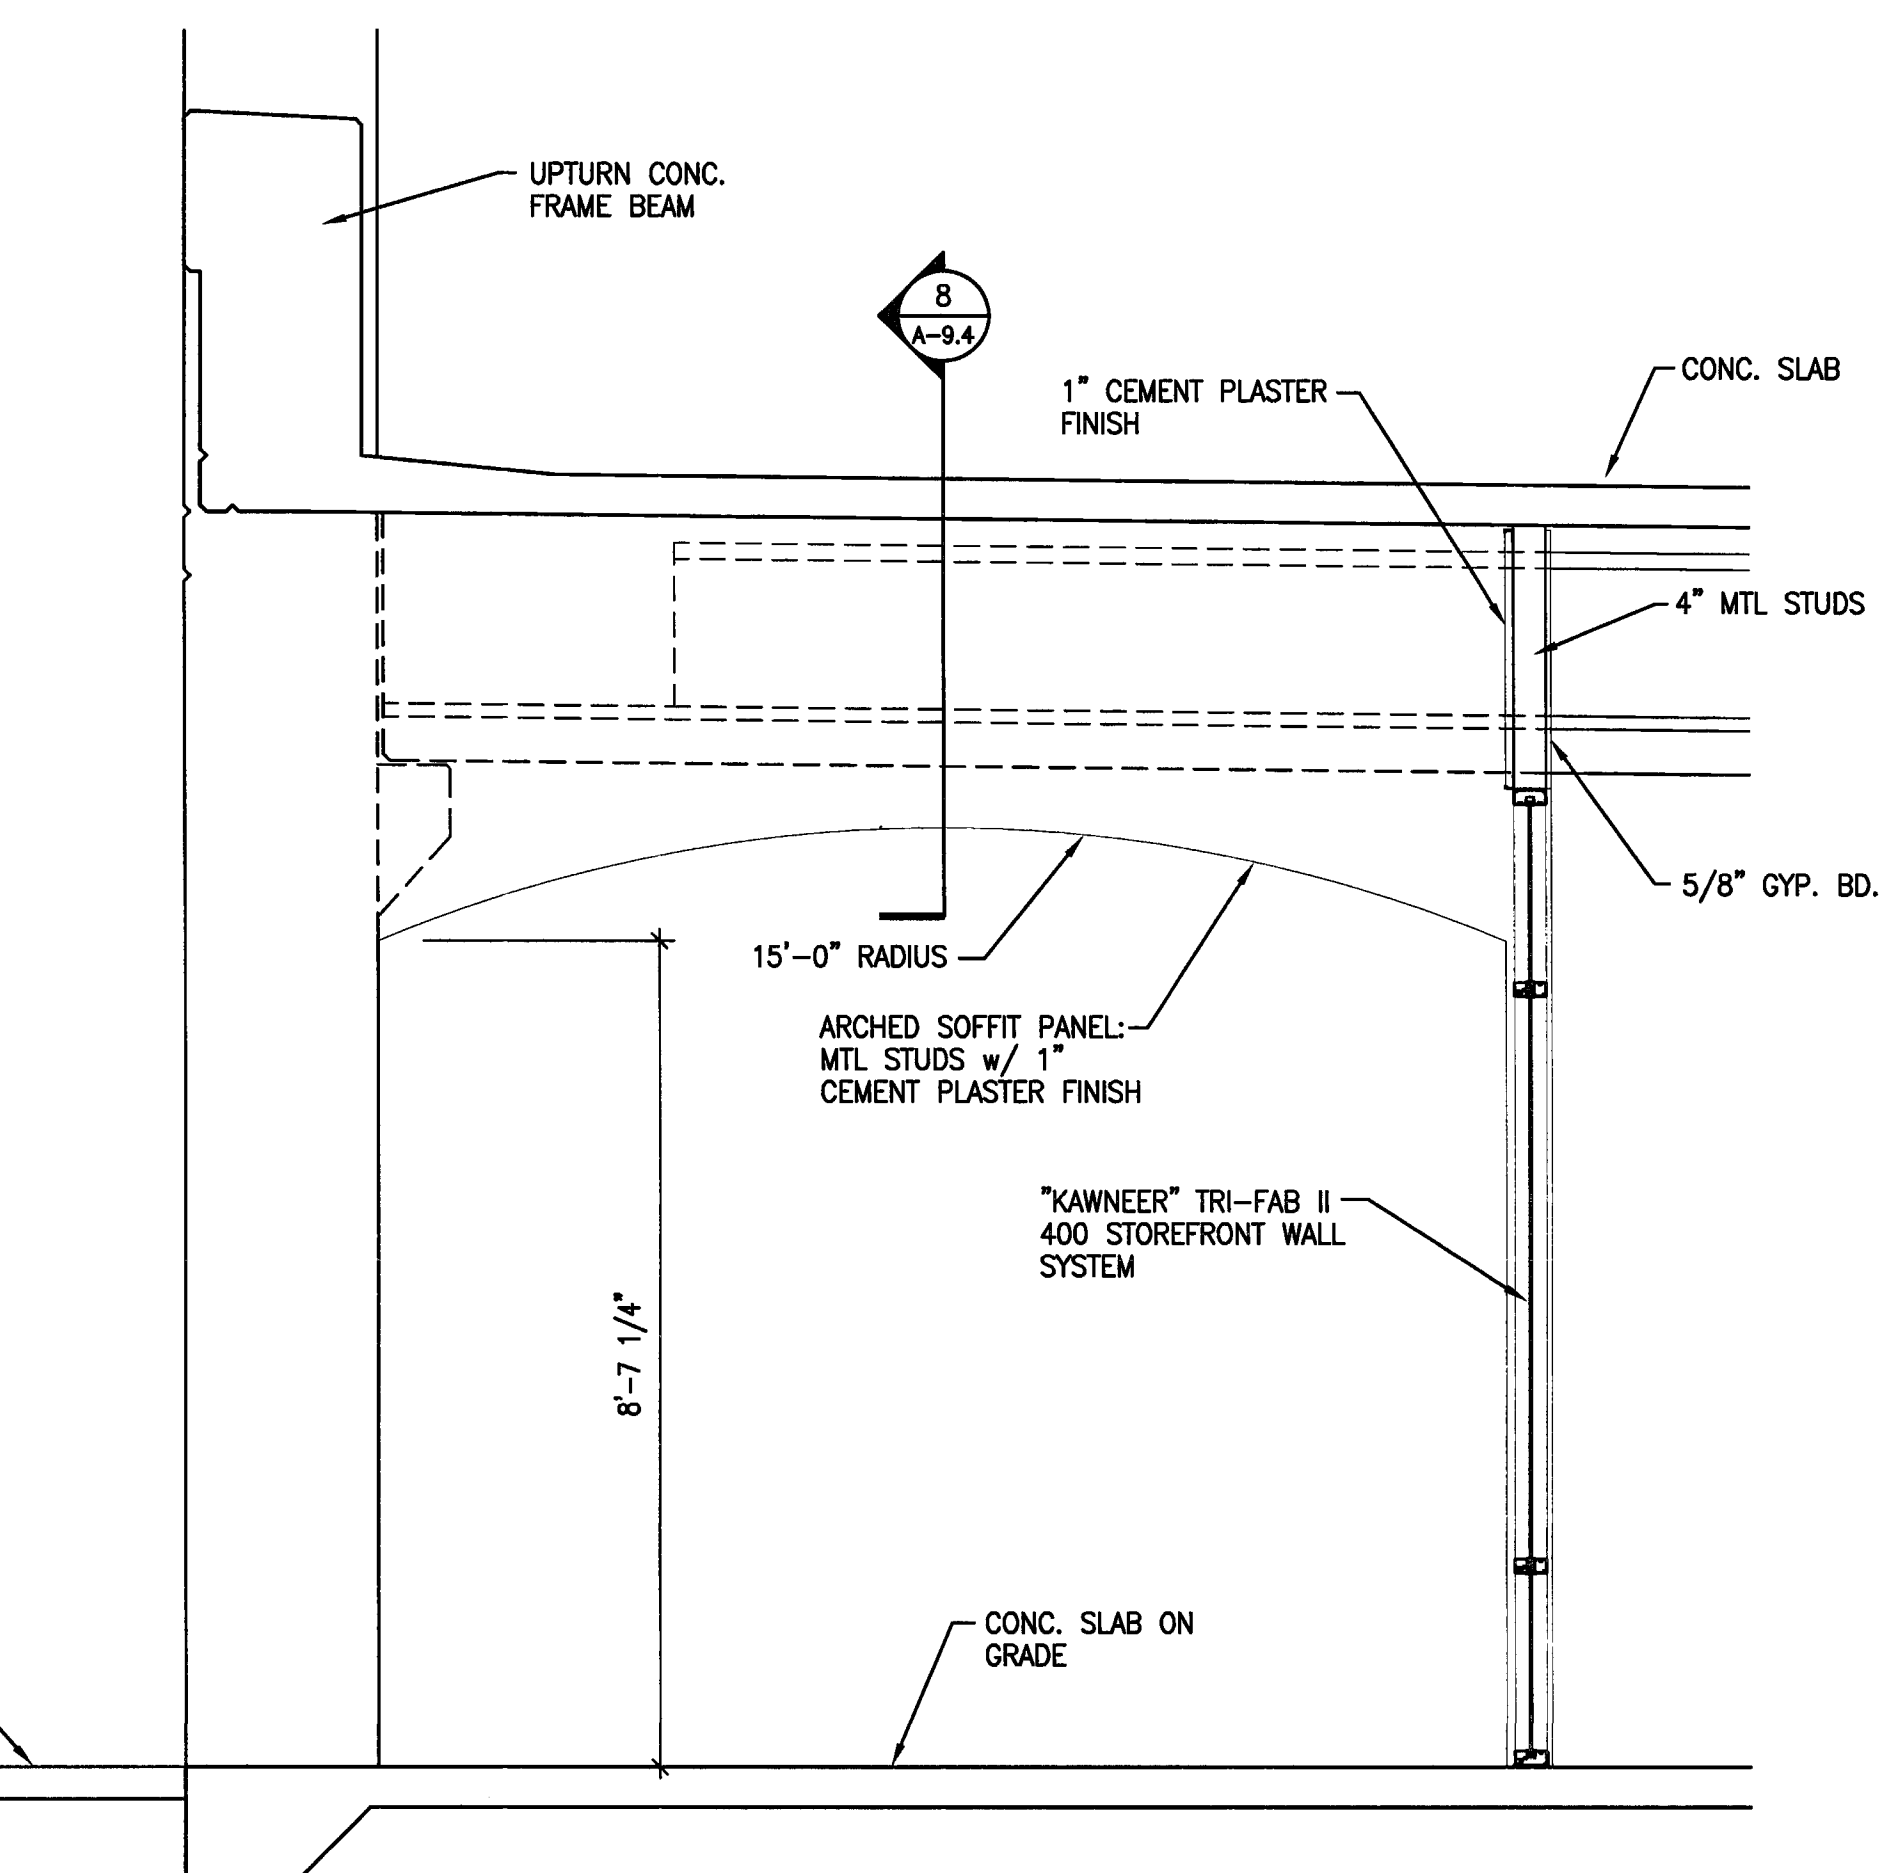 UPTURN CONC.
FRAME BEAM
8
A-9.4
1" CEMENT PLASTER
FINISH
CONC. SLAB
4" MTL STUDS
5/8" GYP. BD.
15'-0" RADIUS
ARCHED SOFFIT PANEL:
MTL STUDS w/ 1"
CEMENT PLASTER FINISH
"KAWNEER" TRI-FAB II
400 STOREFRONT WALL
SYSTEM
8'-7 1/4"
CONC. SLAB ON
GRADE